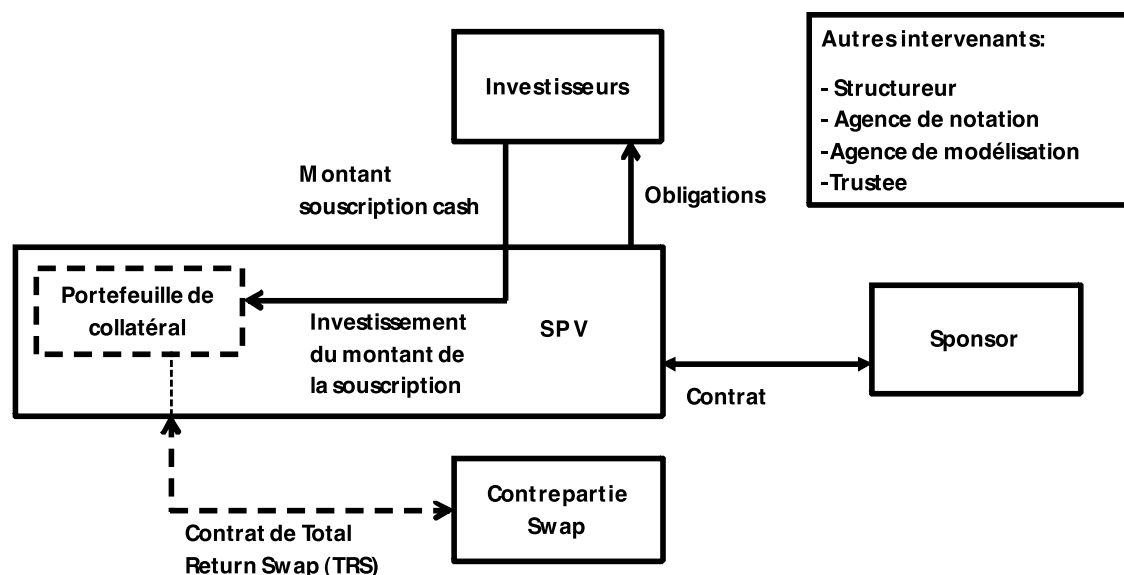 Investisseurs
Autres intervenants:
- Structureur
- Agence de notation
-Agence de modélisation
-Trustee
Montant
souscription cash
Obligations
Portefeuille de
collatéral
Investissement
du montant de
la souscription
SPV
Sponsor
Contrat
Contrepartie
Swap
Contrat de Total
Return Swap (TRS)